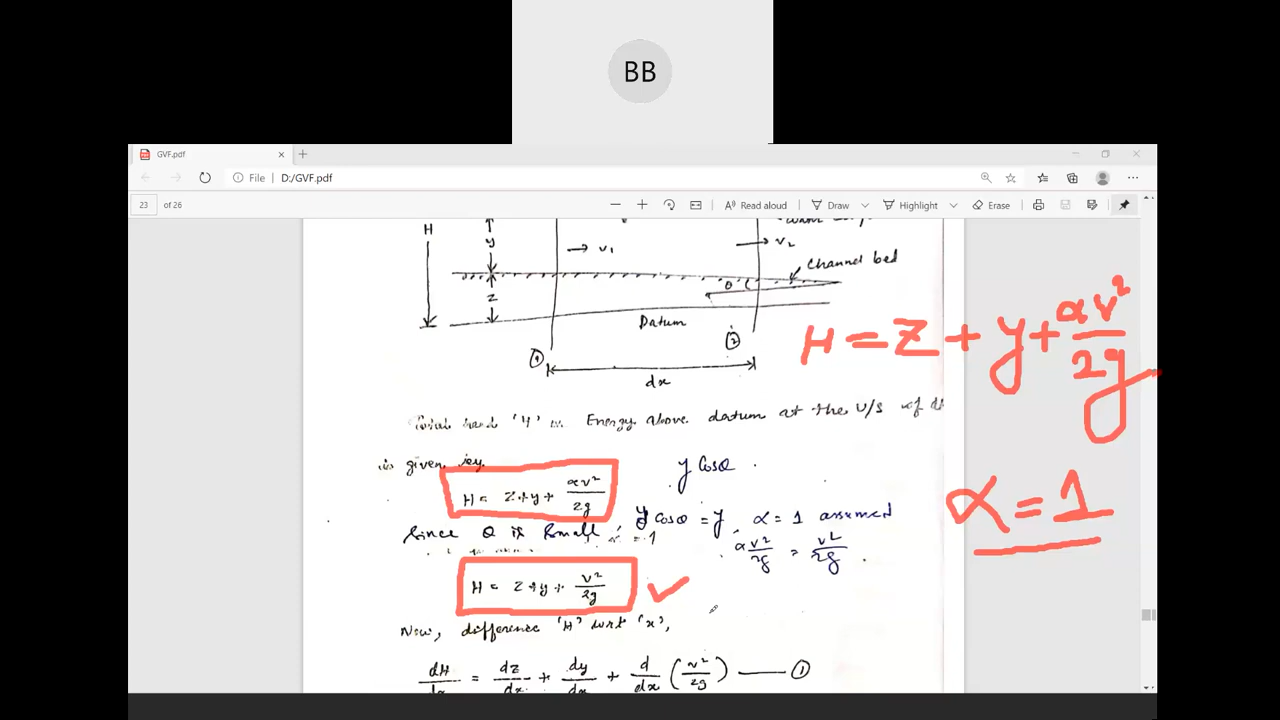 BB
GVF.pdf
File D:/GVF.pdf
23 of 26 Read aloud Draw Highlight Erase
H y v₁ v₂
Channel bed
z θ
Datum
H = Z + y + αv²/2g
① ②
dx
Total head 'H' Energy above datum at the U/S of
is given by y Cosθ .
H = Z + y + αv²/2g
α = 1
Since θ is small, y Cosθ = y, α = 1 assumed
αv²/2g = v²/2g .
H = Z + y + v²/2g ✓
Now, difference 'H' wrt 'x',
dH/dx = dz/dx + dy/dx + d/dx (v²/2g) —— ①